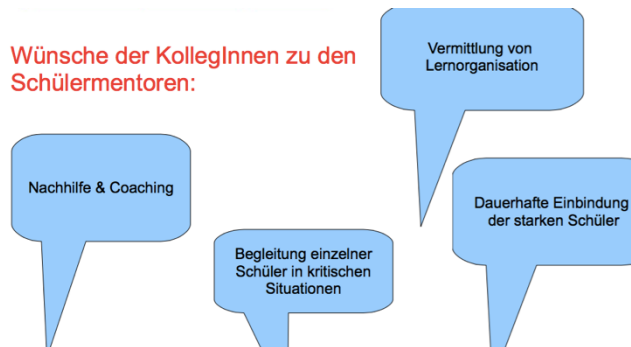 Wünsche der KollegInnen zu den
Schülermentoren:
Vermittlung von
Lernorganisation
Nachhilfe & Coaching
Dauerhafte Einbindung
der starken Schüler
Begleitung einzelner
Schüler in kritischen
Situationen